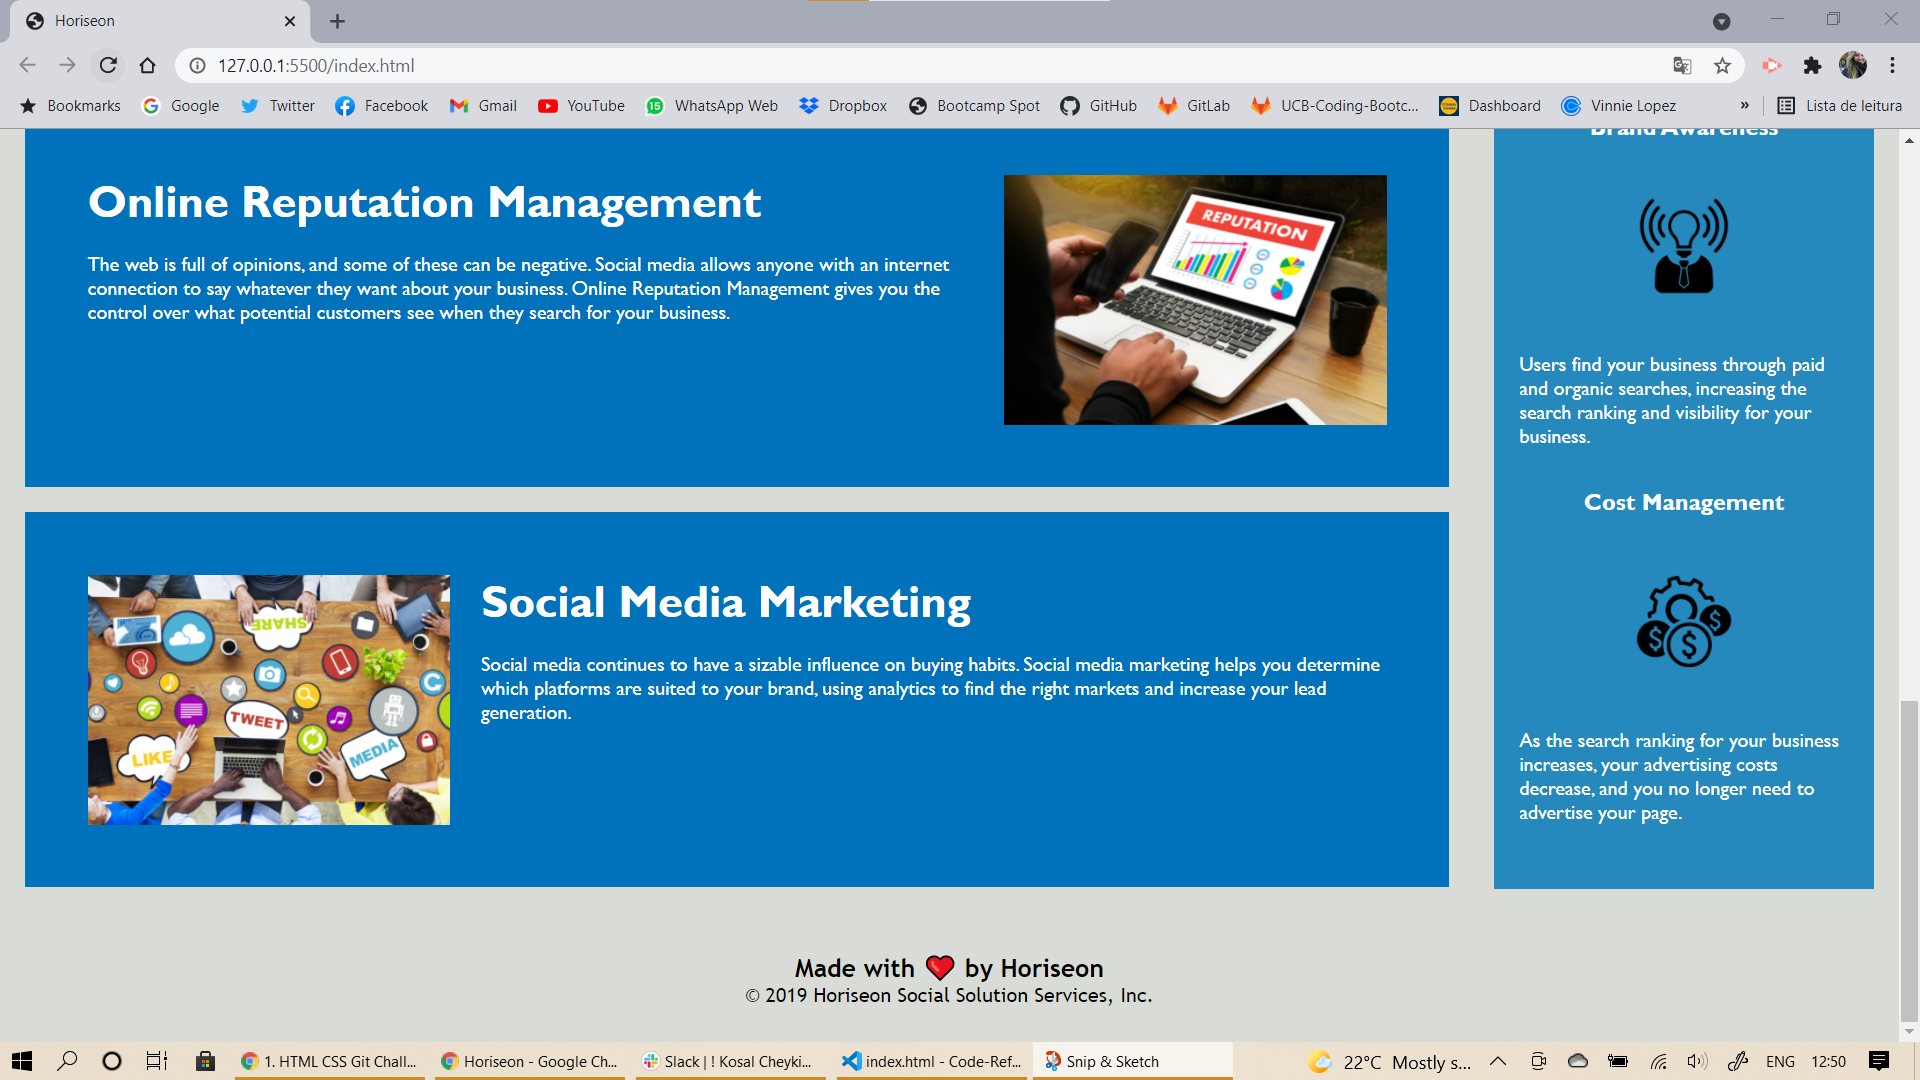 Horiseon
127.0.0.1:5500/index.html
Bookmarks Google Twitter Facebook Gmail YouTube WhatsApp Web Dropbox Bootcamp Spot GitHub GitLab UCB-Coding-Bootc... Dashboard Vinnie Lopez » Lista de leitura
Online Reputation Management
The web is full of opinions, and some of these can be negative. Social media allows anyone with an internet
connection to say whatever they want about your business. Online Reputation Management gives you the
control over what potential customers see when they search for your business.
REPUTATION
Social Media Marketing
Social media continues to have a sizable influence on buying habits. Social media marketing helps you determine
which platforms are suited to your brand, using analytics to find the right markets and increase your lead
generation.
SHARE
TWEET
LIKE
MEDIA
Brand Awareness
Users find your business through paid
and organic searches, increasing the
search ranking and visibility for your
business.
Cost Management
$ $ $
As the search ranking for your business
increases, your advertising costs
decrease, and you no longer need to
advertise your page.
Made with ❤ by Horiseon
© 2019 Horiseon Social Solution Services, Inc.
1. HTML CSS Git Chall... Horiseon - Google Ch... Slack | ! Kosal Cheyki... index.html - Code-Ref... Snip & Sketch 22°C Mostly s... ENG 12:50